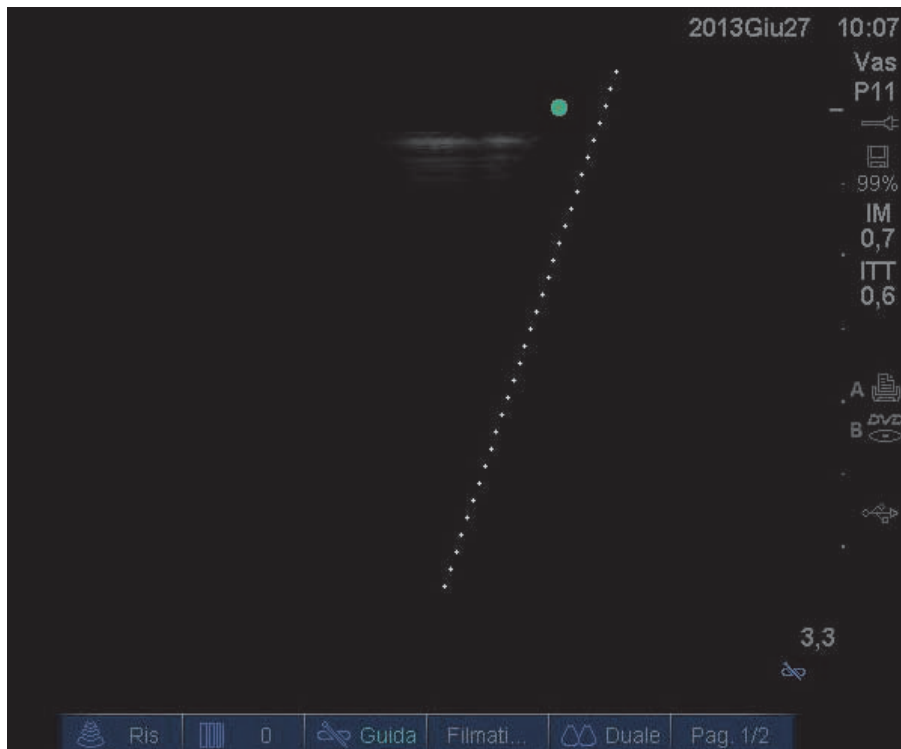 2013Giu27 10:07
Vas
P11
99%
IM
0,7
ITT
0,6
A
B DVD
3,3
Ris 0 Guida Filmati... Duale Pag. 1/2